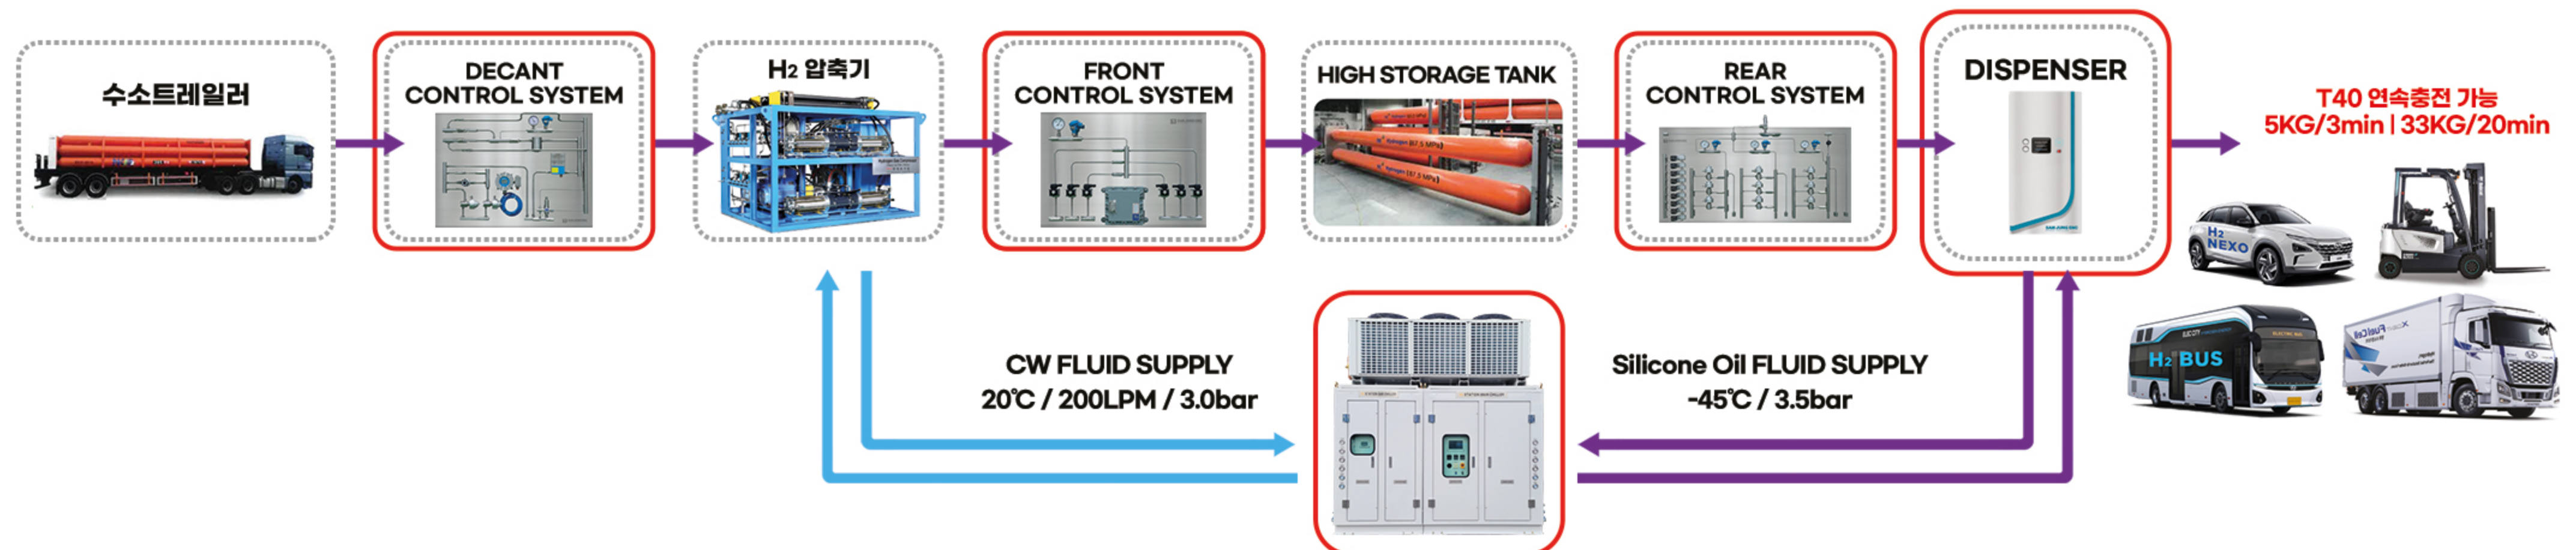 수소트레일러
DECANT
CONTROL SYSTEM
H2 압축기
FRONT
CONTROL SYSTEM
HIGH STORAGE TANK
REAR
CONTROL SYSTEM
DISPENSER
T40 연속충전 가능
5KG/3min | 33KG/20min
H2
NEXO
H2 BUS
CW FLUID SUPPLY
20℃ / 200LPM / 3.0bar
Silicone Oil FLUID SUPPLY
-45℃ / 3.5bar